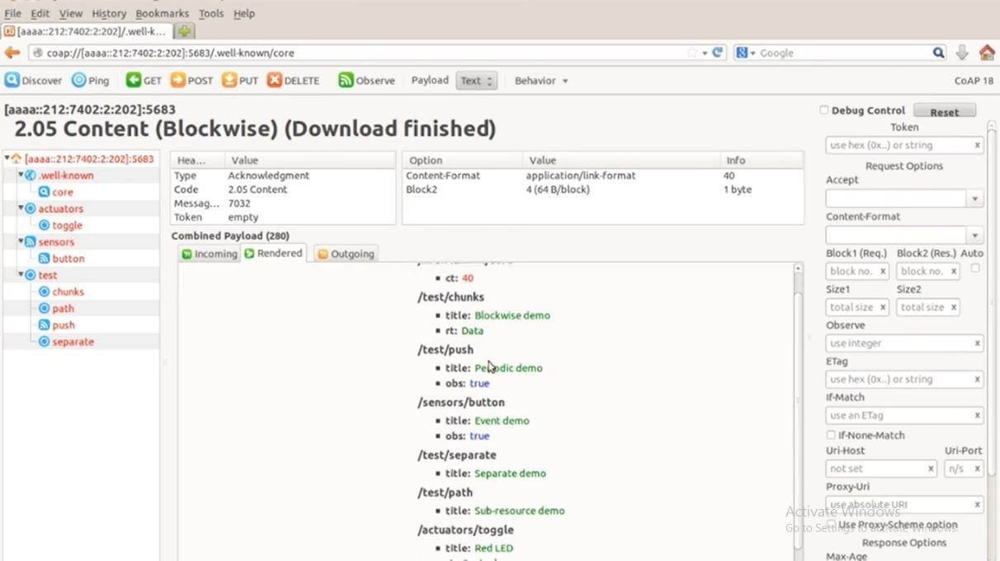 File Edit View History Bookmarks Tools Help
[aaaa::212:7402:2:202]/.well-k...
coap://[aaaa::212:7402:2:202]:5683/.well-known/core
Google
Discover Ping GET POST PUT DELETE Observe Payload Text Behavior CoAP 18
[aaaa::212:7402:2:202]:5683
2.05 Content (Blockwise) (Download finished)
Debug Control Reset
Token
use hex (0x..) or string x
Request Options
Accept
Content-Format
Block1 (Req.) Block2 (Res.) Auto
block no. x block no. x
Size1 Size2
total size x total size x
Observe
use integer x
ETag
use hex (0x..) or string x
If-Match
use an ETag x
If-None-Match
Uri-Host Uri-Port
not set x n/s x
Proxy-Uri
use absolute URI x
Use Proxy-Scheme option
Response Options
Max-Age
[aaaa::212:7402:2:202]:5683
.well-known
core
actuators
toggle
sensors
button
test
chunks
path
push
separate
Hea... Value
Type Acknowledgment
Code 2.05 Content
Messag... 7032
Token empty
Option Value Info
Content-Format application/link-format 40
Block2 4 (64 B/block) 1 byte
Combined Payload (280)
Incoming Rendered Outgoing
ct: 40
/test/chunks
title: Blockwise demo
rt: Data
/test/push
title: Periodic demo
obs: true
/sensors/button
title: Event demo
obs: true
/test/separate
title: Separate demo
/test/path
title: Sub-resource demo
/actuators/toggle
title: Red LED
Activate Windows
Go to Settings to activate Windows.